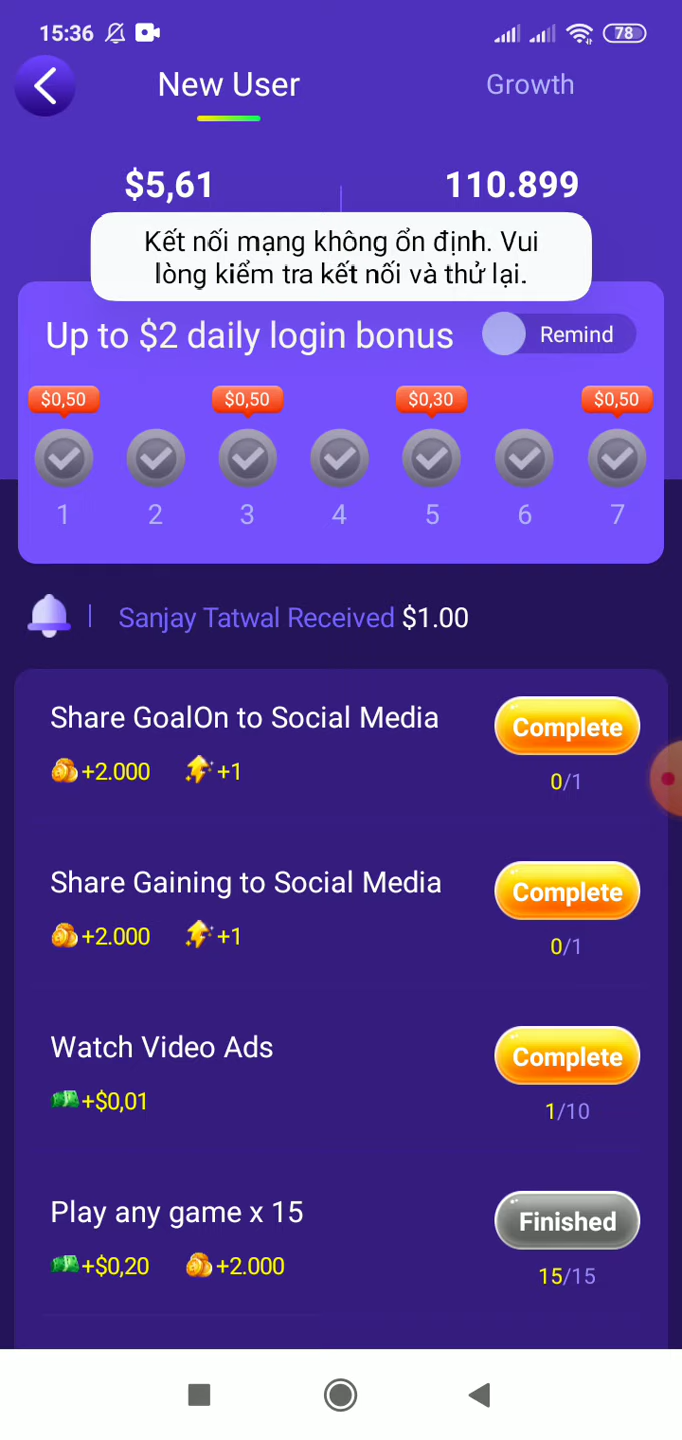 15:36
78
New User
Growth
$5,61
110.899
Kết nối mạng không ổn định. Vui
lòng kiểm tra kết nối và thử lại.
Up to $2 daily login bonus
Remind
$0,50
$0,50
$0,30
$0,50
1
2
3
4
5
6
7
Sanjay Tatwal Received $1.00
Share GoalOn to Social Media
Complete
+2.000
+1
0/1
Share Gaining to Social Media
Complete
+2.000
+1
0/1
Watch Video Ads
Complete
+$0,01
1/10
Play any game x 15
Finished
+$0,20
+2.000
15/15